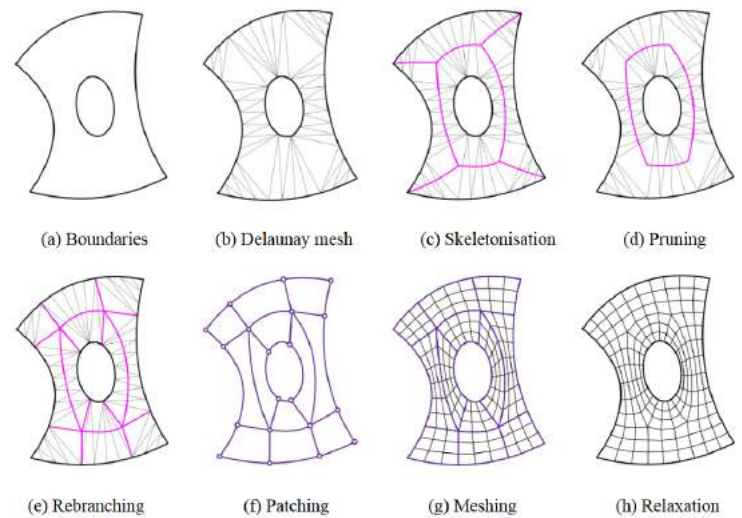 (a) Boundaries
(b) Delaunay mesh
(c) Skeletonisation
(d) Pruning
(e) Rebranching
(f) Patching
(g) Meshing
(h) Relaxation